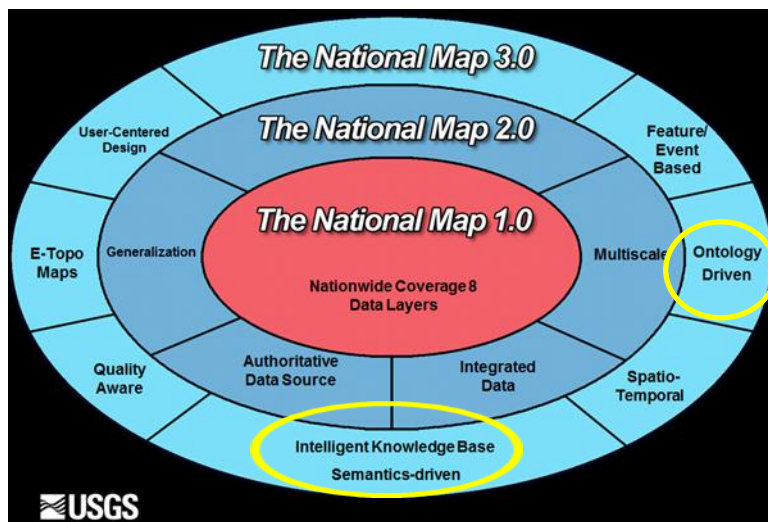 The National Map 3.0
The National Map 2.0
The National Map 1.0
Nationwide Coverage 8
Data Layers
User-Centered
Design
Feature/
Event
Based
E-Topo
Maps
Generalization
Multiscale
Ontology
Driven
Quality
Aware
Authoritative
Data Source
Integrated
Data
Spatio-
Temporal
Intelligent Knowledge Base
Semantics-driven
USGS